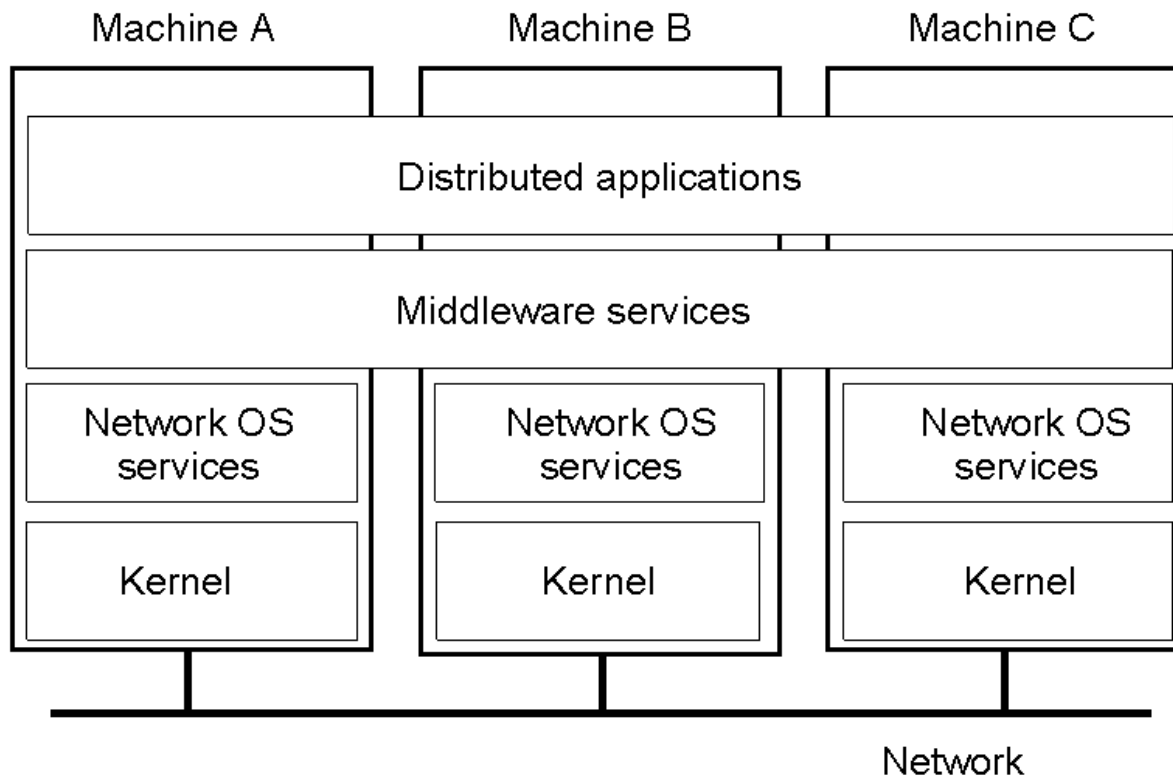 Machine A
Machine B
Machine C
Distributed applications
Middleware services
Network OS
services
Network OS
services
Network OS
services
Kernel
Kernel
Kernel
Network